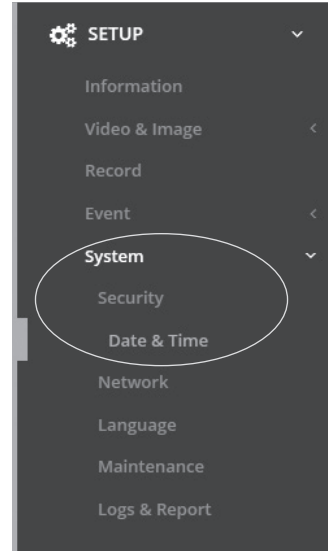 SETUP
Information
Video & Image
Record
Event
System
Security
Date & Time
Network
Language
Maintenance
Logs & Report